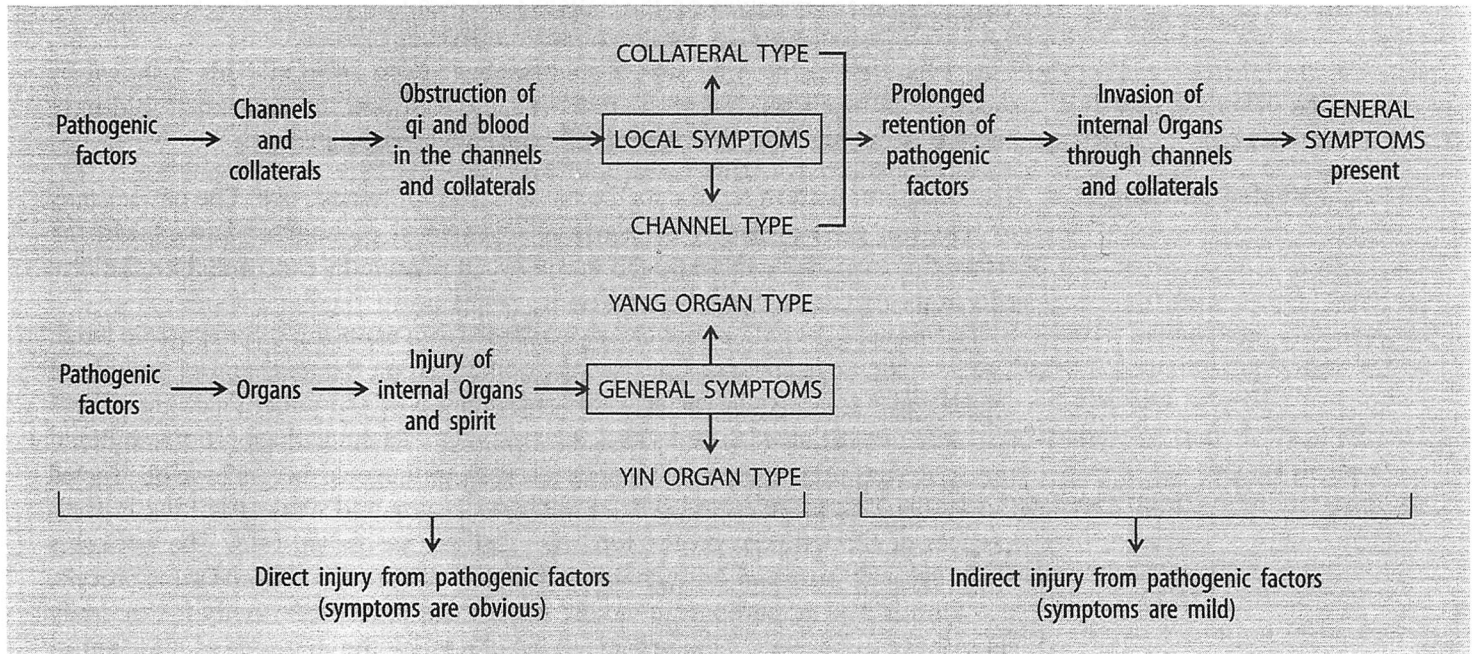 COLLATERAL TYPE
Pathogenic
factors
Channels
and
collaterals
Obstruction of
qi and blood
in the channels
and collaterals
LOCAL SYMPTOMS
CHANNEL TYPE
Prolonged
retention of
pathogenic
factors
Invasion of
internal Organs
through channels
and collaterals
GENERAL
SYMPTOMS
present
YANG ORGAN TYPE
Pathogenic
factors
Organs
Injury of
internal Organs
and spirit
GENERAL SYMPTOMS
YIN ORGAN TYPE
Direct injury from pathogenic factors
(symptoms are obvious)
Indirect injury from pathogenic factors
(symptoms are mild)